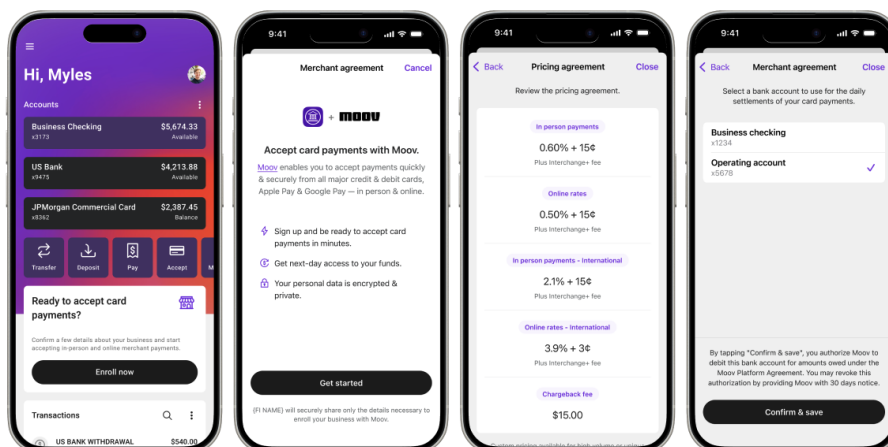 Hi, Myles
Accounts
Business Checking
$5,674.33
x3173
Available
US Bank
$4,213.88
x9475
Available
JPMorgan Commercial Card
$2,387.45
x8362
Balance
Transfer
Deposit
Pay
Accept
M
Ready to accept card
payments?
Confirm a few details about your business and start
accepting in-person and online merchant payments.
Enroll now
Transactions
US BANK WITHDRAWAL
$540.00
9:41
Merchant agreement
Cancel
+ moov
Accept card payments with Moov.
Moov enables you to accept payments quickly
& securely from all major credit & debit cards,
Apple Pay & Google Pay — in person & online.
Sign up and be ready to accept card
payments in minutes.
Get next-day access to your funds.
Your personal data is encrypted &
private.
Get started
{FI NAME} will securely share only the details necessary to
enroll your business with Moov.
9:41
Back
Pricing agreement
Close
Review the pricing agreement.
In person payments
0.60% + 15¢
Plus Interchange+ fee
Online rates
0.50% + 15¢
Plus Interchange+ fee
In person payments - International
2.1% + 15¢
Plus Interchange+ fee
Online rates - International
3.9% + 3¢
Plus Interchange+ fee
Chargeback fee
$15.00
Custom pricing available for high volume or unique
9:41
Back
Merchant agreement
Close
Select a bank account to use for the daily
settlements of your card payments.
Business checking
x1234
Operating account
x5678
By tapping "Confirm & save", you authorize Moov to
debit this bank account for amounts owed under the
Moov Platform Agreement. You may revoke this
authorization by providing Moov with 30 days notice.
Confirm & save